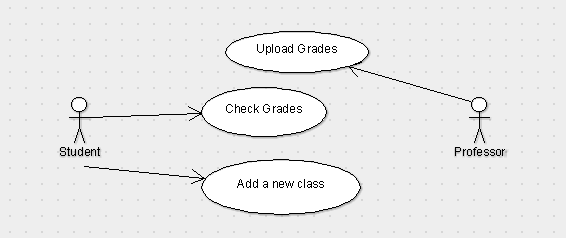 Upload Grades
Check Grades
Student
Professor
Add a new class